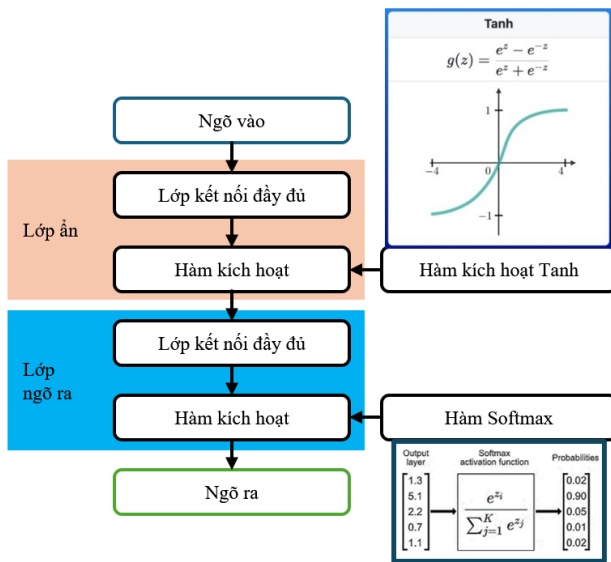 Tanh
g(z) = \frac{e^z − e^{−z}}{e^z + e^{−z}}
1
−4
0
4
−1
Ngõ vào
Lớp ẩn
Lớp kết nối đầy đủ
Hàm kích hoạt
Hàm kích hoạt Tanh
Lớp
ngõ ra
Lớp kết nối đầy đủ
Hàm kích hoạt
Hàm Softmax
Ngõ ra
Output
layer
Softmax
activation function
Probabilities
1.3
5.1
2.2
0.7
1.1
\frac{e^{z_i}}{\sum_{j=1}^{K} e^{z_j}}
0.02
0.90
0.05
0.01
0.02